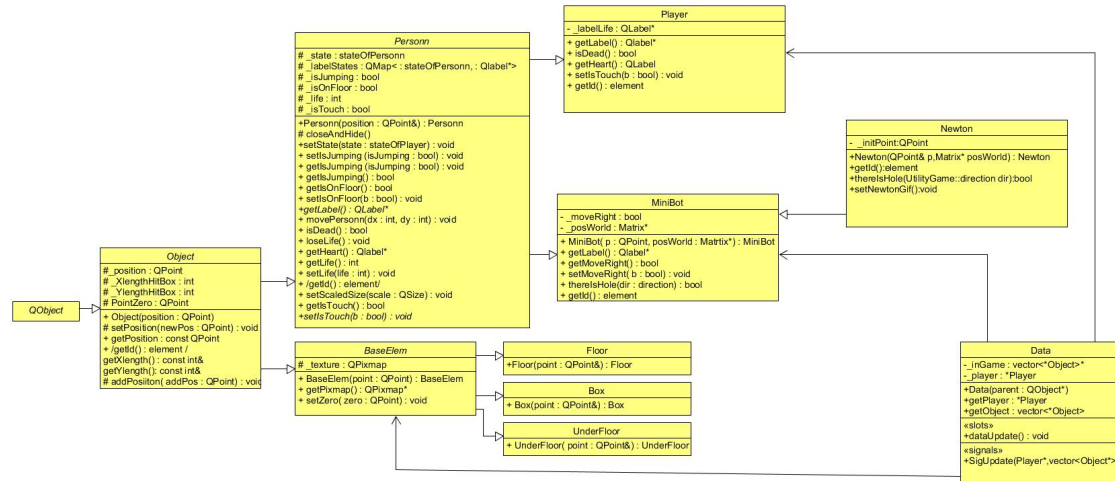 QObject
Object
# _position : QPoint
# _XlengthHitBox : int
# _YlengthHitBox : int
# PointZero : QPoint
+ Object(position : QPoint)
# setPosition(newPos : QPoint) : void
+ getPosition : const QPoint
+ /getId() : element /
getXlength() : const int&
getYlength() : const int&
# addPosiiton( addPos : QPoint) : void
Personn
# _state : stateOfPersonn
# _labelStates : QMap< : stateOfPersonn, : Qlabel*>
# _isJumping : bool
# _isOnFloor : bool
# _life : int
# _isTouch : bool
+Personn(position : QPoint&) : Personn
# closeAndHide()
+setState(state : stateOfPlayer) : void
+ setIsJumping (isJumping : bool) : void
+ getIsJumping (isJumping : bool) : void
+ getIsJumping() : bool
+ getIsOnFloor() : bool
+ setIsOnFloor(b : bool) : void
+getLabel() : QLabel*
+ movePersonn(dx : int, dy : int) : void
+ isDead() : bool
+ loseLife() : void
+ getHeart() : Qlabel*
+ getLife() : int
+ setLife(life : int) : void
+ /getId() : element/
+ setScaledSize(scale : QSize) : void
+ getIsTouch() : bool
+setIsTouch(b : bool) : void
BaseElem
# _texture : QPixmap
+ BaseElem(point : QPoint) : BaseElem
+ getPixmap() : QPixmap*
+ setZero( zero : QPoint) : void
Player
- _labelLife : QLabel*
+ getLabel() : Qlabel*
+ isDead() : bool
+ getHeart() : QLabel
+ setIsTouch(b : bool) : void
+ getId() : element
MiniBot
- _moveRight : bool
- _posWorld : Matrix*
+ MiniBot( p : QPoint, posWorld : Matrtix*) : MiniBot
+ getLabel() : Qlabel*
+ getMoveRight() : bool
+ setMoveRight( b : bool) : void
+ thereIsHole(dir : direction) : bool
+ getId() : element
Floor
+Floor(point : QPoint&) : Floor
Box
+ Box(point : QPoint&) : Box
UnderFloor
+ UnderFloor( point : QPoint&) : UnderFloor
Newton
- _initPoint:QPoint
+Newton(QPoint& p,Matrix* posWorld) : Newton
+getId():element
+thereIsHole(UtilityGame::direction dir):bool
+setNewtonGif():void
Data
-_inGame : vector<*Object>*
-_player : *Player
+Data(parent : QObject*)
+getPlayer : *Player
+getObject : vector<*Object>
«slots»
+dataUpdate() : void
«signals»
+SigUpdate(Player*,vector<Object*>